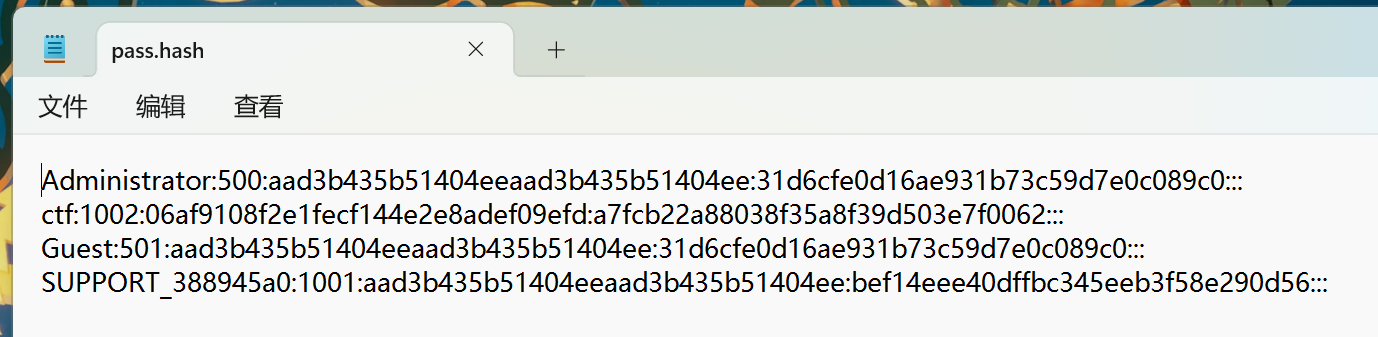 pass.hash
文件 编辑 查看
Administrator:500:aad3b435b51404eeaad3b435b51404ee:31d6cfe0d16ae931b73c59d7e0c089c0:::
ctf:1002:06af9108f2e1fecf144e2e8adef09efd:a7fcb22a88038f35a8f39d503e7f0062:::
Guest:501:aad3b435b51404eeaad3b435b51404ee:31d6cfe0d16ae931b73c59d7e0c089c0:::
SUPPORT_388945a0:1001:aad3b435b51404eeaad3b435b51404ee:bef14eee40dffbc345eeb3f58e290d56:::